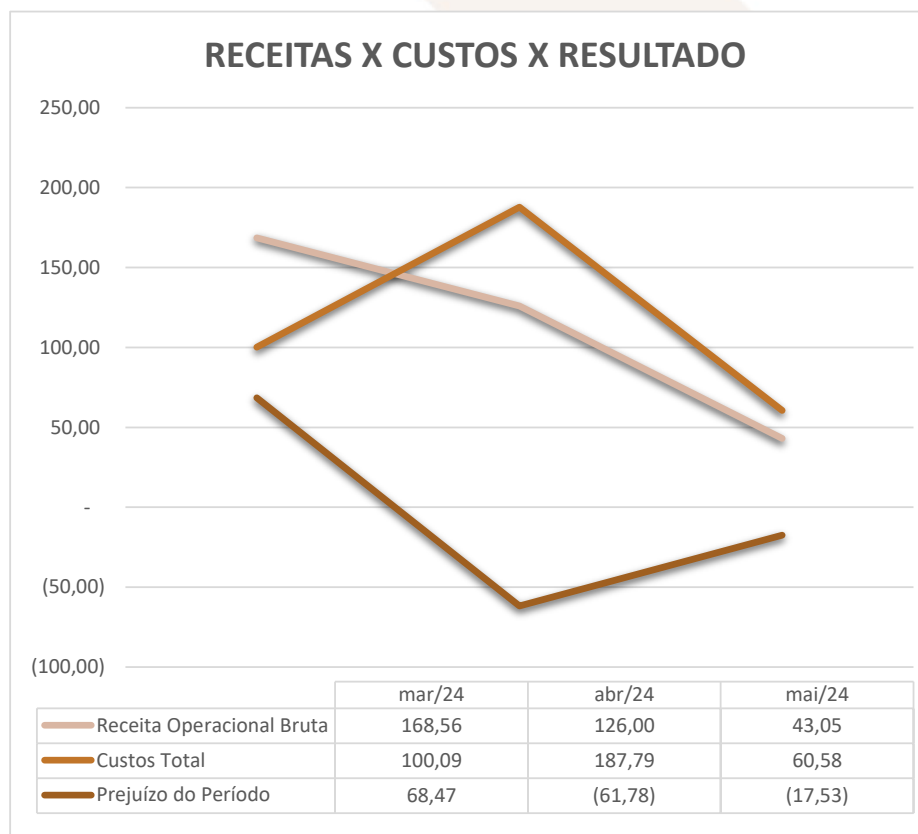 RECEITAS X CUSTOS X RESULTADO
250,00
200,00
150,00
100,00
50,00
-
(50,00)
(100,00)
mar/24 abr/24 mai/24
Receita Operacional Bruta 168,56 126,00 43,05
Custos Total 100,09 187,79 60,58
Prejuízo do Período 68,47 (61,78) (17,53)